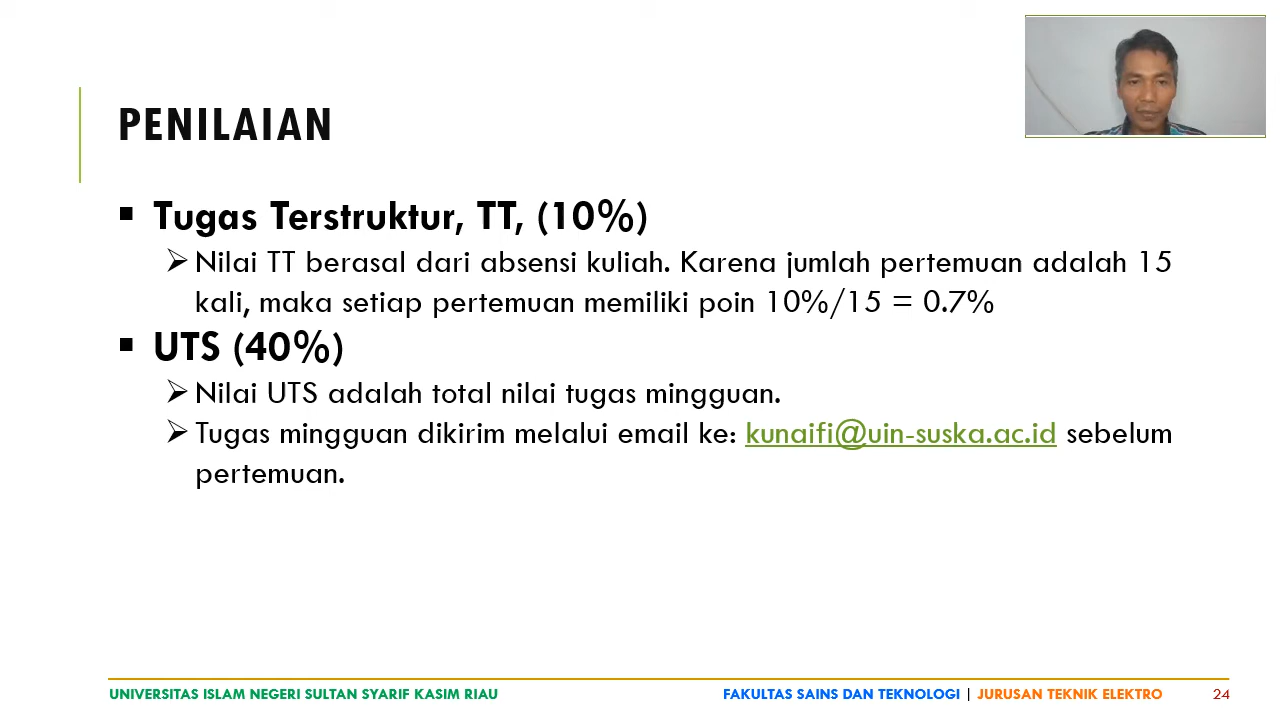 PENILAIAN
▪ Tugas Terstruktur, TT, (10%)
➢ Nilai TT berasal dari absensi kuliah. Karena jumlah pertemuan adalah 15
kali, maka setiap pertemuan memiliki poin 10%/15 = 0.7%
▪ UTS (40%)
➢ Nilai UTS adalah total nilai tugas mingguan.
➢ Tugas mingguan dikirim melalui email ke: kunaifi@uin-suska.ac.id sebelum
pertemuan.
UNIVERSITAS ISLAM NEGERI SULTAN SYARIF KASIM RIAU FAKULTAS SAINS DAN TEKNOLOGI | JURUSAN TEKNIK ELEKTRO 24